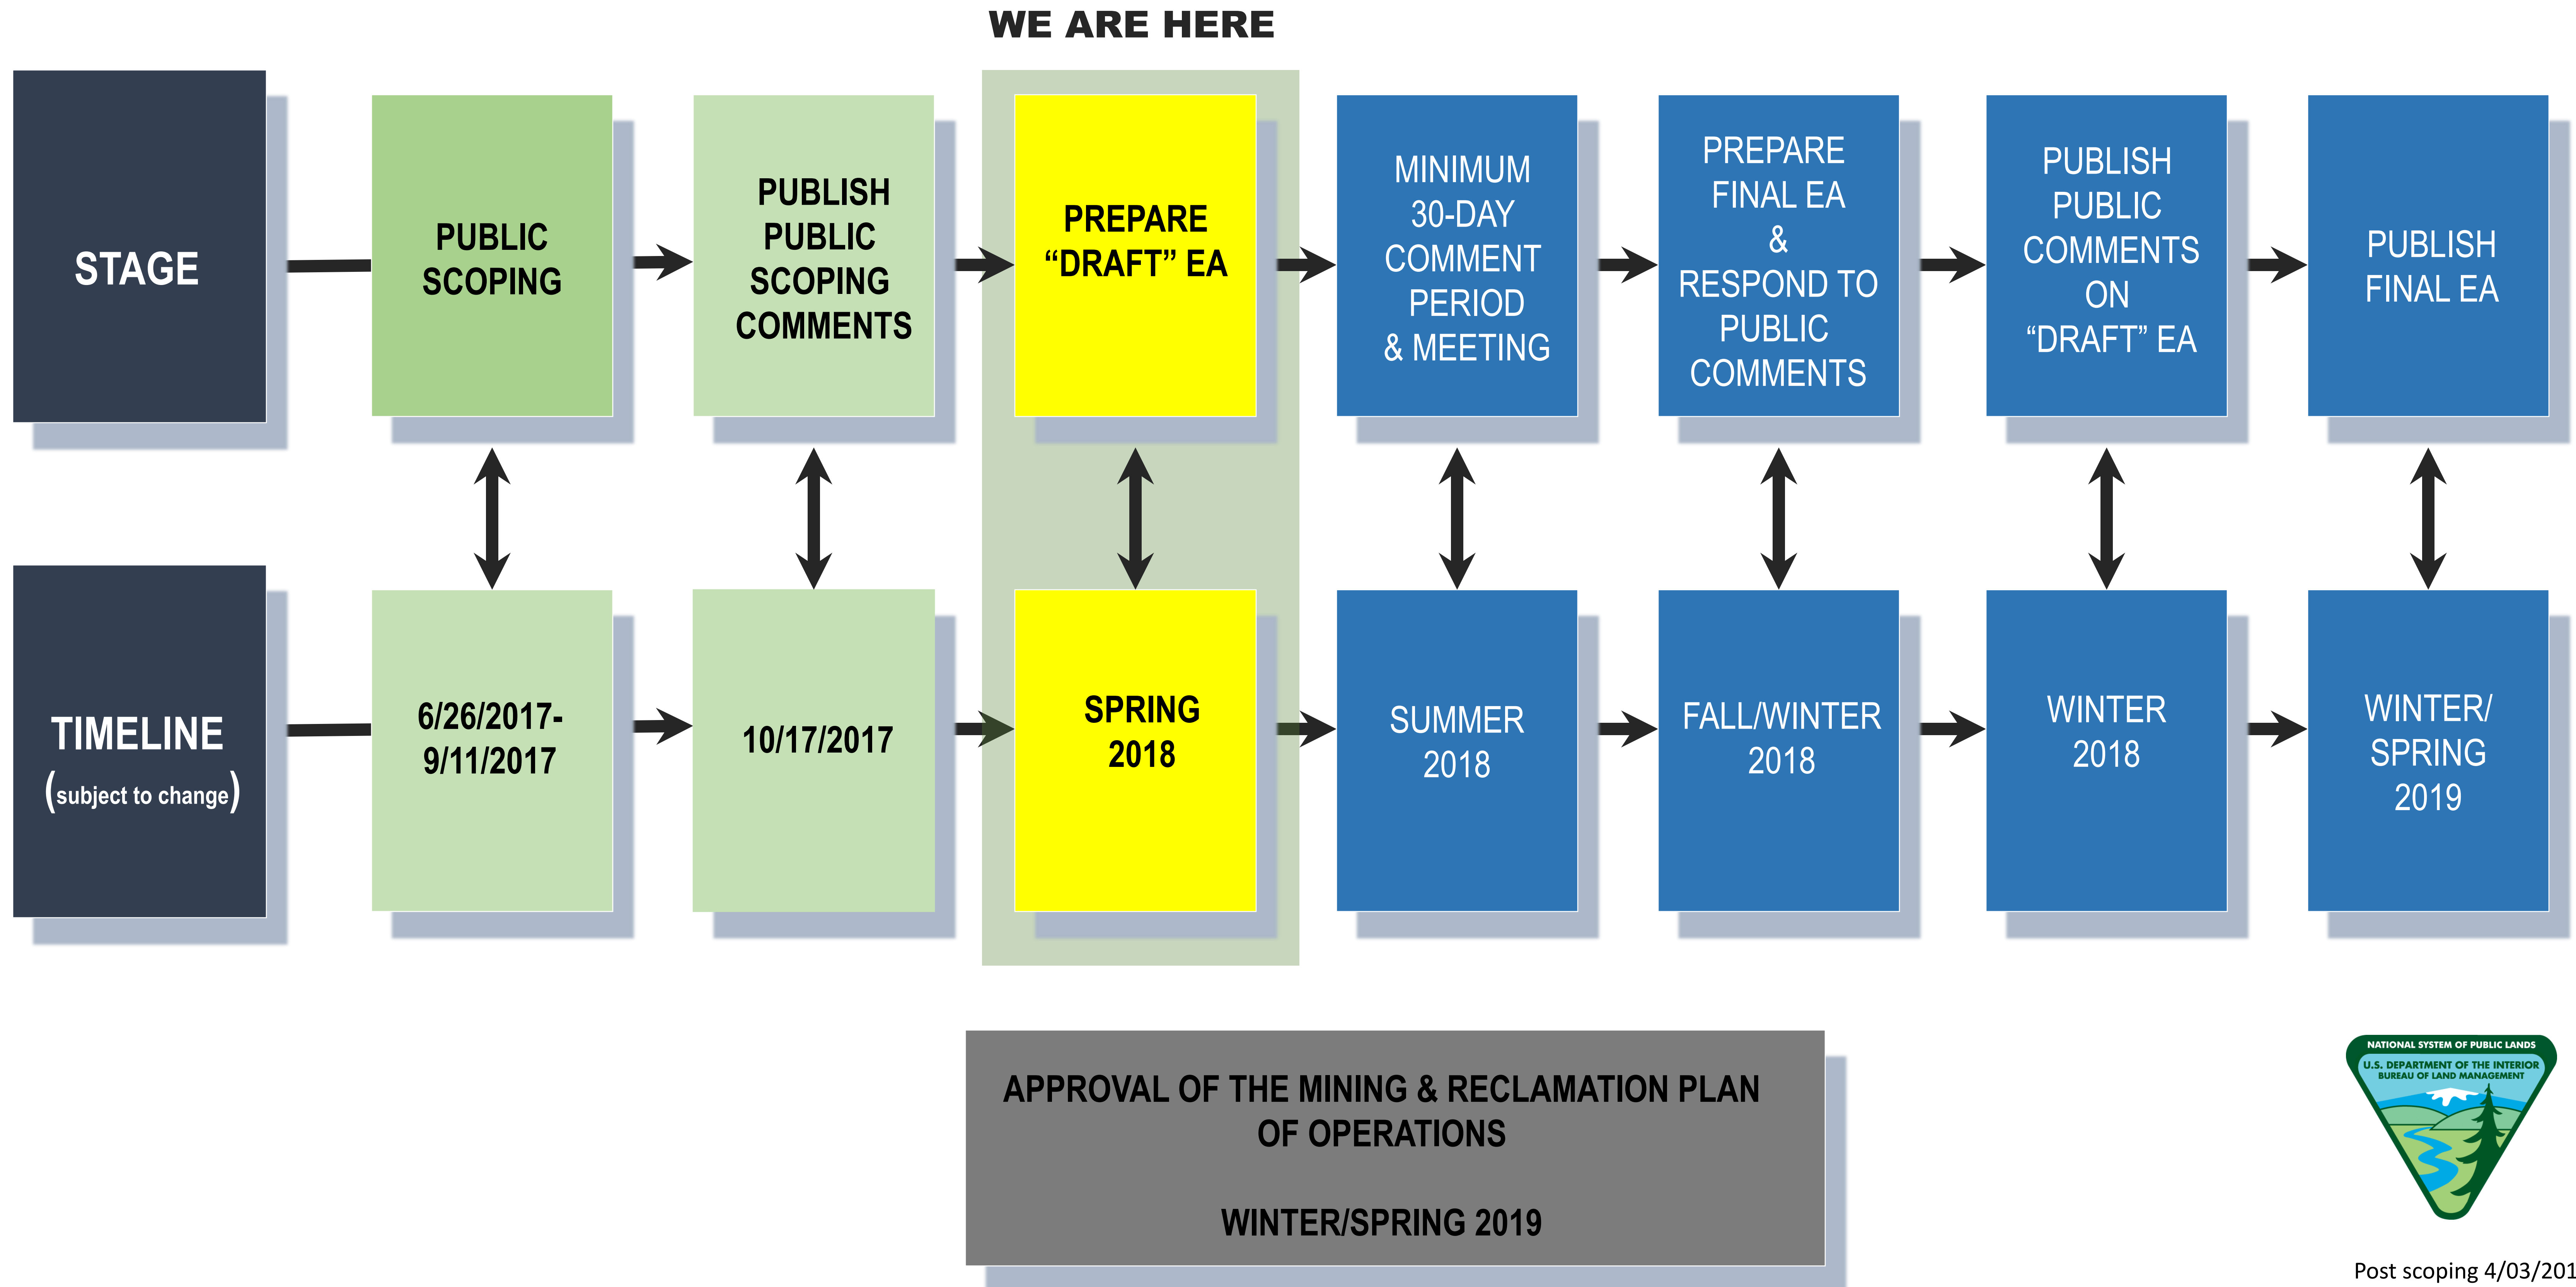 WE ARE HERE
STAGE
PUBLIC
SCOPING
PUBLISH
PUBLIC
SCOPING
COMMENTS
PREPARE
“DRAFT” EA
MINIMUM
30-DAY
COMMENT
PERIOD
& MEETING
PREPARE
FINAL EA
&
RESPOND TO
PUBLIC
COMMENTS
PUBLISH
PUBLIC
COMMENTS
ON
“DRAFT” EA
PUBLISH
FINAL EA
TIMELINE
(subject to change)
6/26/2017-
9/11/2017
10/17/2017
SPRING
2018
SUMMER
2018
FALL/WINTER
2018
WINTER
2018
WINTER/
SPRING
2019
APPROVAL OF THE MINING & RECLAMATION PLAN
OF OPERATIONS
WINTER/SPRING 2019
NATIONAL SYSTEM OF PUBLIC LANDS
U.S. DEPARTMENT OF THE INTERIOR
BUREAU OF LAND MANAGEMENT
Post scoping 4/03/201